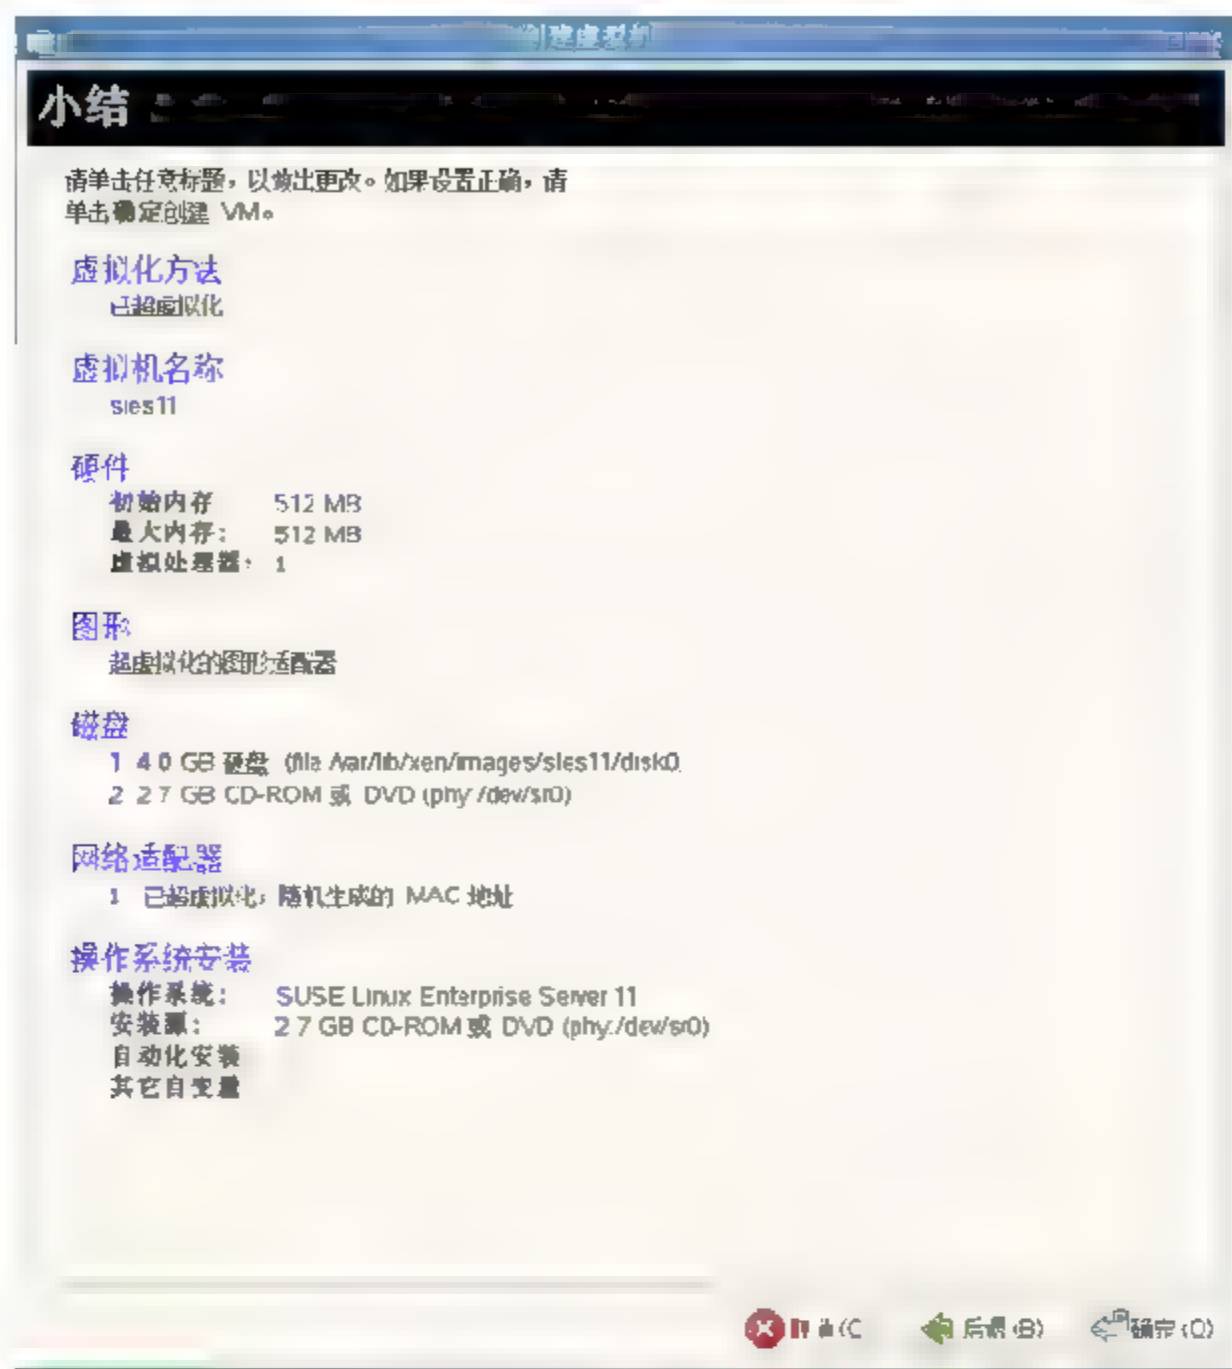 创建虚拟机
小结
请单击任意标题，以做出更改。如果设置正确，请
单击确定创建 VM。
虚拟化方法
已超虚拟化
虚拟机名称
sles11
硬件
初始内存 512 MB
最大内存： 512 MB
虚拟处理器： 1
图形
超虚拟化的图形适配器
磁盘
1 4.0 GB 硬盘 (file:/var/lib/xen/images/sles11/disk0
2 2.7 GB CD-ROM 或 DVD (phy:/dev/sr0)
网络适配器
1 已超虚拟化；随机生成的 MAC 地址
操作系统安装
操作系统： SUSE Linux Enterprise Server 11
安装源： 2.7 GB CD-ROM 或 DVD (phy:/dev/sr0)
自动化安装
其它自变量
后退(B) 确定(O)